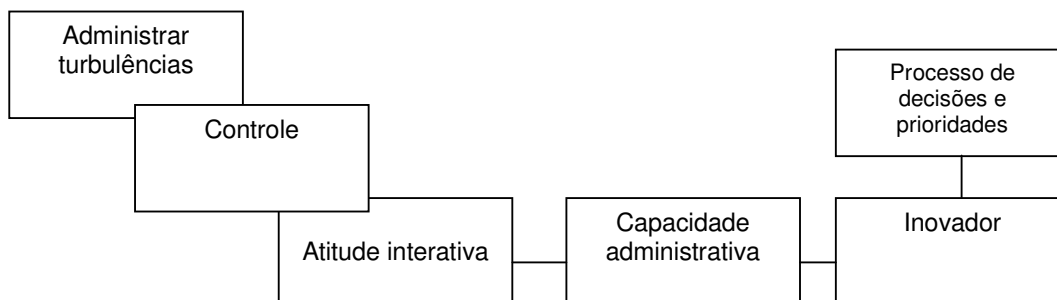 Administrar
turbulências
Controle
Atitude interativa
Capacidade
administrativa
Inovador
Processo de
decisões e
prioridades